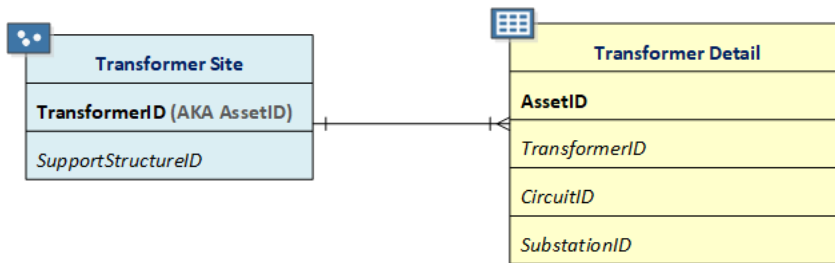 Transformer Site
TransformerID (AKA AssetID)
SupportStructureID
Transformer Detail
AssetID
TransformerID
CircuitID
SubstationID